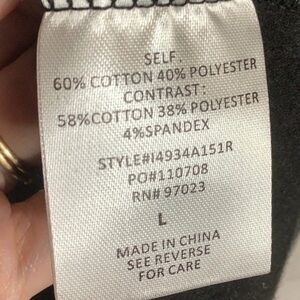 SELF:
60% COTTON 40% POLYESTER
CONTRAST:
58%COTTON 38% POLYESTER
4%SPANDEX
STYLE#I4934A151R
PO#110708
RN# 97023
L
MADE IN CHINA
SEE REVERSE
FOR CARE